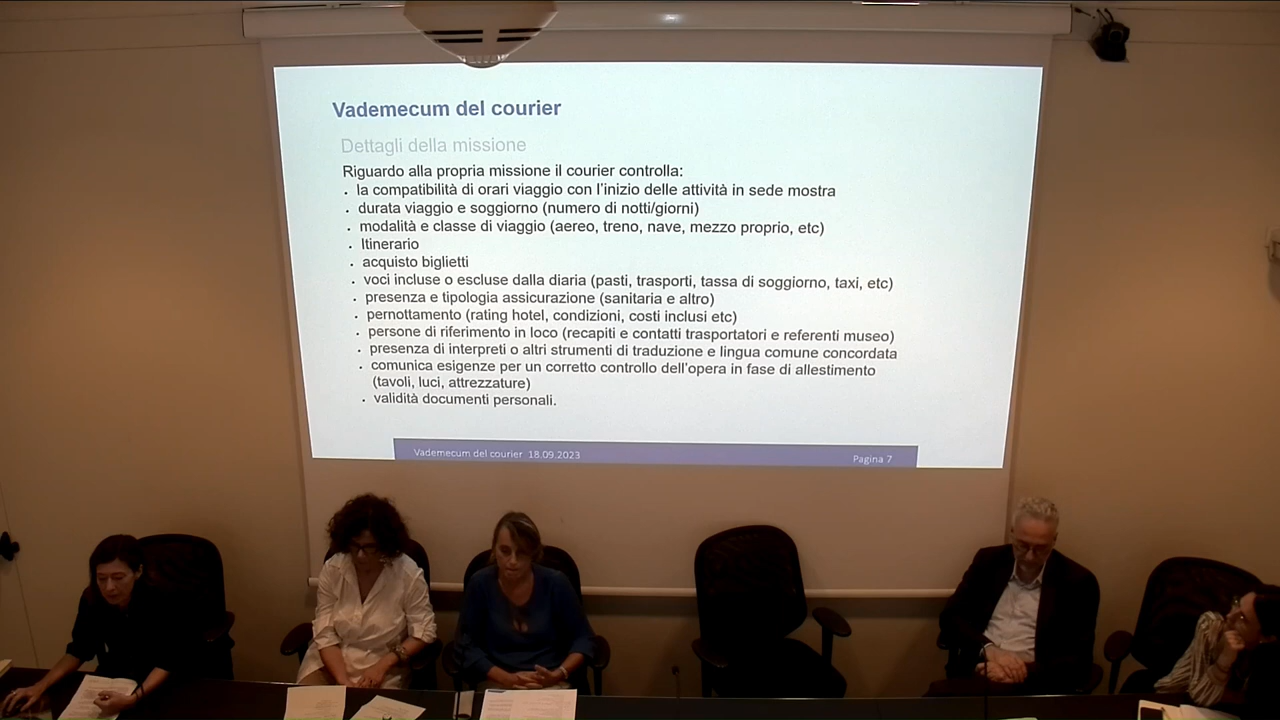 Vademecum del courier
Dettagli della missione
Riguardo alla propria missione il courier controlla:
. la compatibilità di orari viaggio con l'inizio delle attività in sede mostra
. durata viaggio e soggiorno (numero di notti/giorni)
. modalità e classe di viaggio (aereo, treno, nave, mezzo proprio, etc)
. Itinerario
. acquisto biglietti
. voci incluse o escluse dalla diaria (pasti, trasporti, tassa di soggiorno, taxi, etc)
. presenza e tipologia assicurazione (sanitaria e altro)
. pernottamento (rating hotel, condizioni, costi inclusi etc)
. persone di riferimento in loco (recapiti e contatti trasportatori e referenti museo)
. presenza di interpreti o altri strumenti di traduzione e lingua comune concordata
. comunica esigenze per un corretto controllo dell'opera in fase di allestimento
(tavoli, luci, attrezzature)
. validità documenti personali.
Vademecum del courier 18.09.2023
Pagina 7